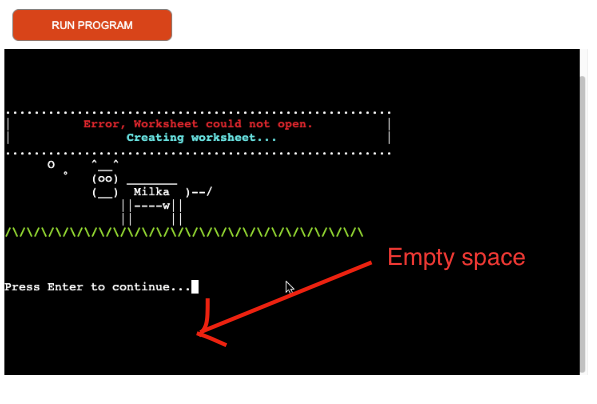 RUN PROGRAM
Error, Worksheet could not open.
Creating worksheet...
O ^__^
° (oo) _______
(__) Milka )--/
||----w||
|| ||
/\/\/\/\/\/\/\/\/\/\/\/\/\/\/\/\/\/\/\/\/\/\/\/\/\
Empty space
Press Enter to continue...